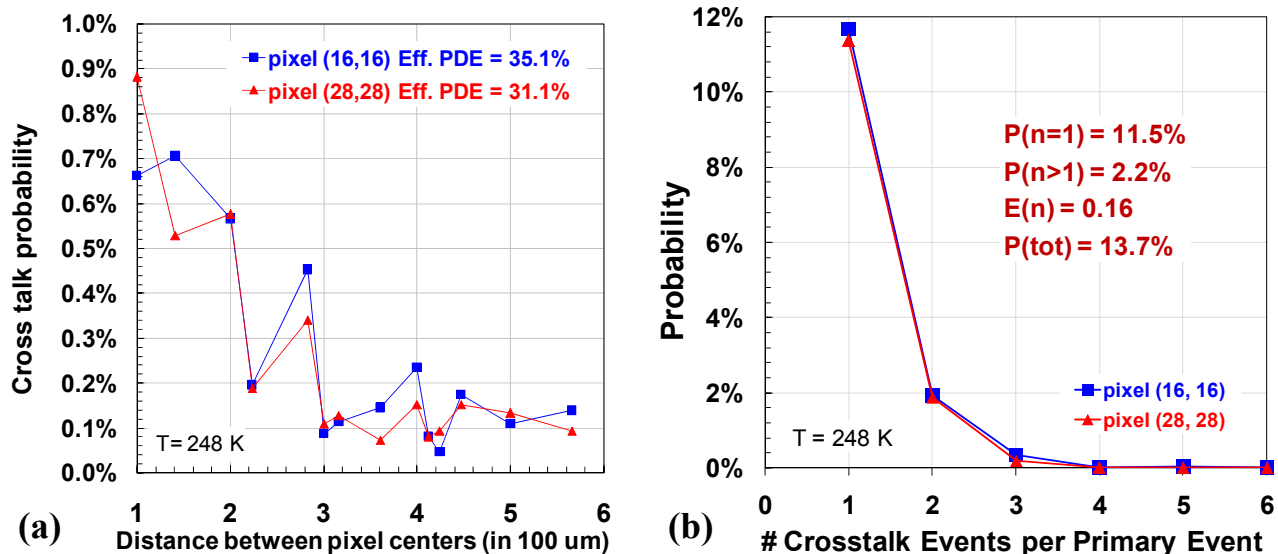 1.0%
0.9%
0.8%
0.7%
0.6%
0.5%
0.4%
0.3%
0.2%
0.1%
0.0%
Cross talk probability
pixel (16,16) Eff. PDE = 35.1%
pixel (28,28) Eff. PDE = 31.1%
T= 248 K
1 2 3 4 5 6
Distance between pixel centers (in 100 um)
(a)
12%
10%
8%
6%
4%
2%
0%
Probability
P(n=1) = 11.5%
P(n>1) = 2.2%
E(n) = 0.16
P(tot) = 13.7%
pixel (16, 16)
pixel (28, 28)
T = 248 K
0 1 2 3 4 5 6
# Crosstalk Events per Primary Event
(b)